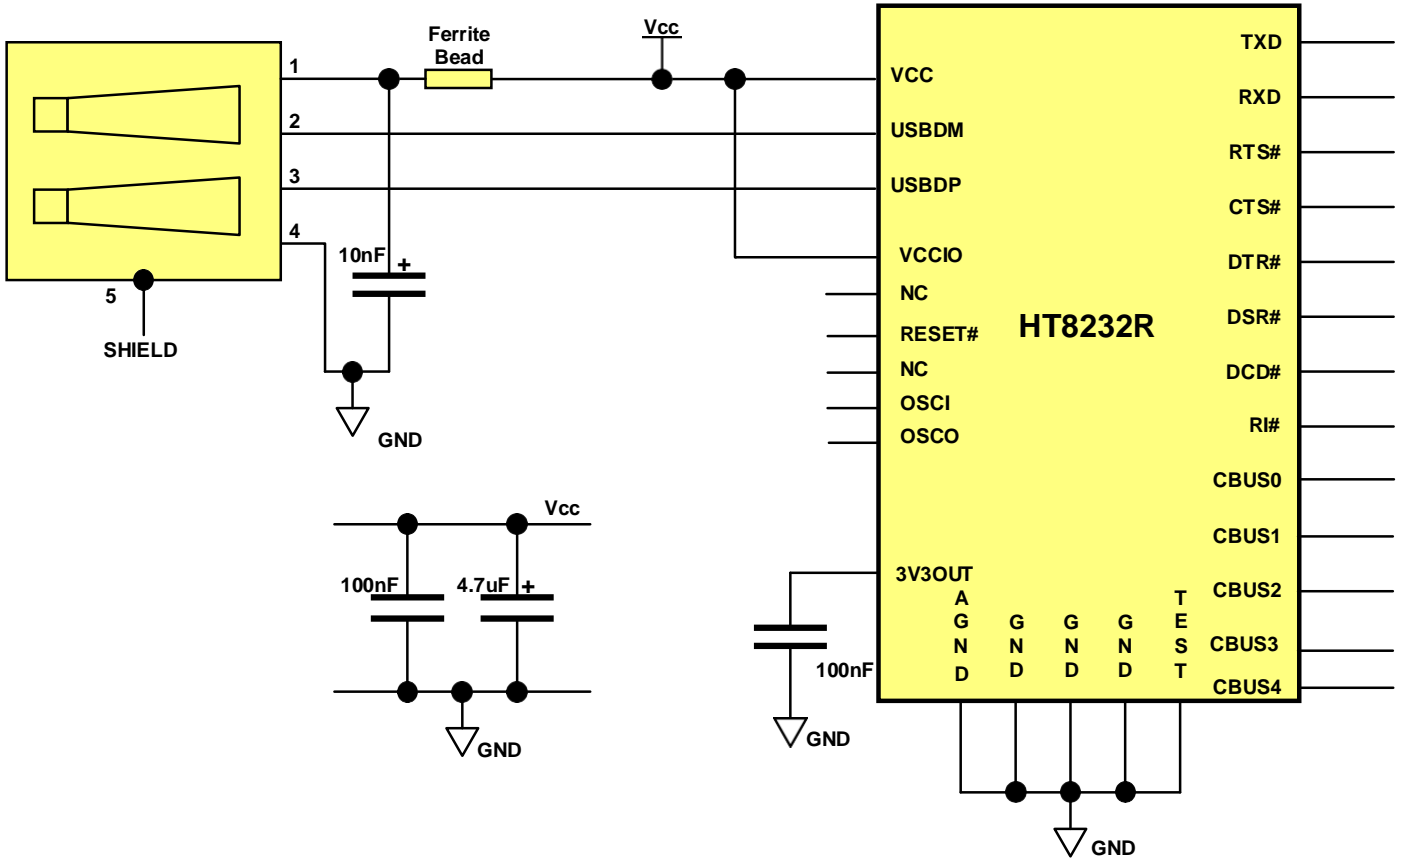 Ferrite
Bead
Vcc
1
2
3
4
5
SHIELD
10nF
+
GND
Vcc
100nF
4.7uF
+
GND
VCC
USBDM
USBDP
VCCIO
NC
RESET#
NC
OSCI
OSCO
3V3OUT
HT8232R
TXD
RXD
RTS#
CTS#
DTR#
DSR#
DCD#
RI#
CBUS0
CBUS1
CBUS2
CBUS3
CBUS4
AGND
GND
GND
GND
TEST
100nF
GND
GND